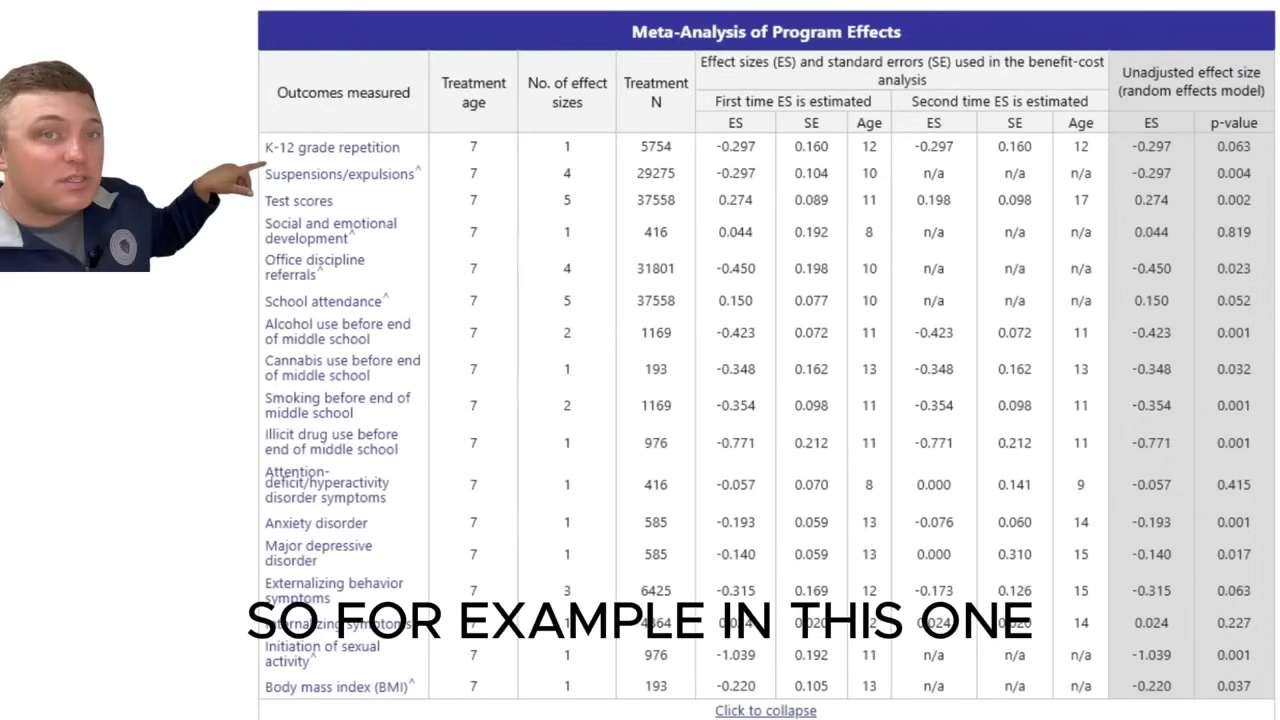 Meta-Analysis of Program Effects
Outcomes measured
Treatment
age
No. of effect
sizes
Treatment
N
Effect sizes (ES) and standard errors (SE) used in the benefit-cost
analysis
Unadjusted effect size
(random effects model)
First time ES is estimated
Second time ES is estimated
ES SE Age ES SE Age ES p-value
K-12 grade repetition 7 1 5754 -0.297 0.160 12 -0.297 0.160 12 -0.297 0.063
Suspensions/expulsions^ 7 4 29275 -0.297 0.104 10 n/a n/a n/a -0.297 0.004
Test scores 7 5 37558 0.274 0.089 11 0.198 0.098 17 0.274 0.002
Social and emotional
development^ 7 1 416 0.044 0.192 8 n/a n/a n/a 0.044 0.819
Office discipline
referrals^ 7 4 31801 -0.450 0.198 10 n/a n/a n/a -0.450 0.023
School attendance^ 7 5 37558 0.150 0.077 10 n/a n/a n/a 0.150 0.052
Alcohol use before end
of middle school 7 2 1169 -0.423 0.072 11 -0.423 0.072 11 -0.423 0.001
Cannabis use before end
of middle school 7 1 193 -0.348 0.162 13 -0.348 0.162 13 -0.348 0.032
Smoking before end of
middle school 7 2 1169 -0.354 0.098 11 -0.354 0.098 11 -0.354 0.001
Illicit drug use before
end of middle school 7 1 976 -0.771 0.212 11 -0.771 0.212 11 -0.771 0.001
Attention-
deficit/hyperactivity
disorder symptoms 7 1 416 -0.057 0.070 8 0.000 0.141 9 -0.057 0.415
Anxiety disorder 7 1 585 -0.193 0.059 13 -0.076 0.060 14 -0.193 0.001
Major depressive
disorder 7 1 585 -0.140 0.059 13 0.000 0.310 15 -0.140 0.017
Externalizing behavior
symptoms 7 3 6425 -0.315 0.169 12 -0.173 0.126 15 -0.315 0.063
SO FOR EXAMPLE IN THIS ONE
symptoms 7 14 0.024 0.227
Initiation of sexual
activity^ 7 1 976 -1.039 0.192 11 n/a n/a n/a -1.039 0.001
Body mass index (BMI)^ 7 1 193 -0.220 0.105 13 n/a n/a n/a -0.220 0.037
Click to collapse